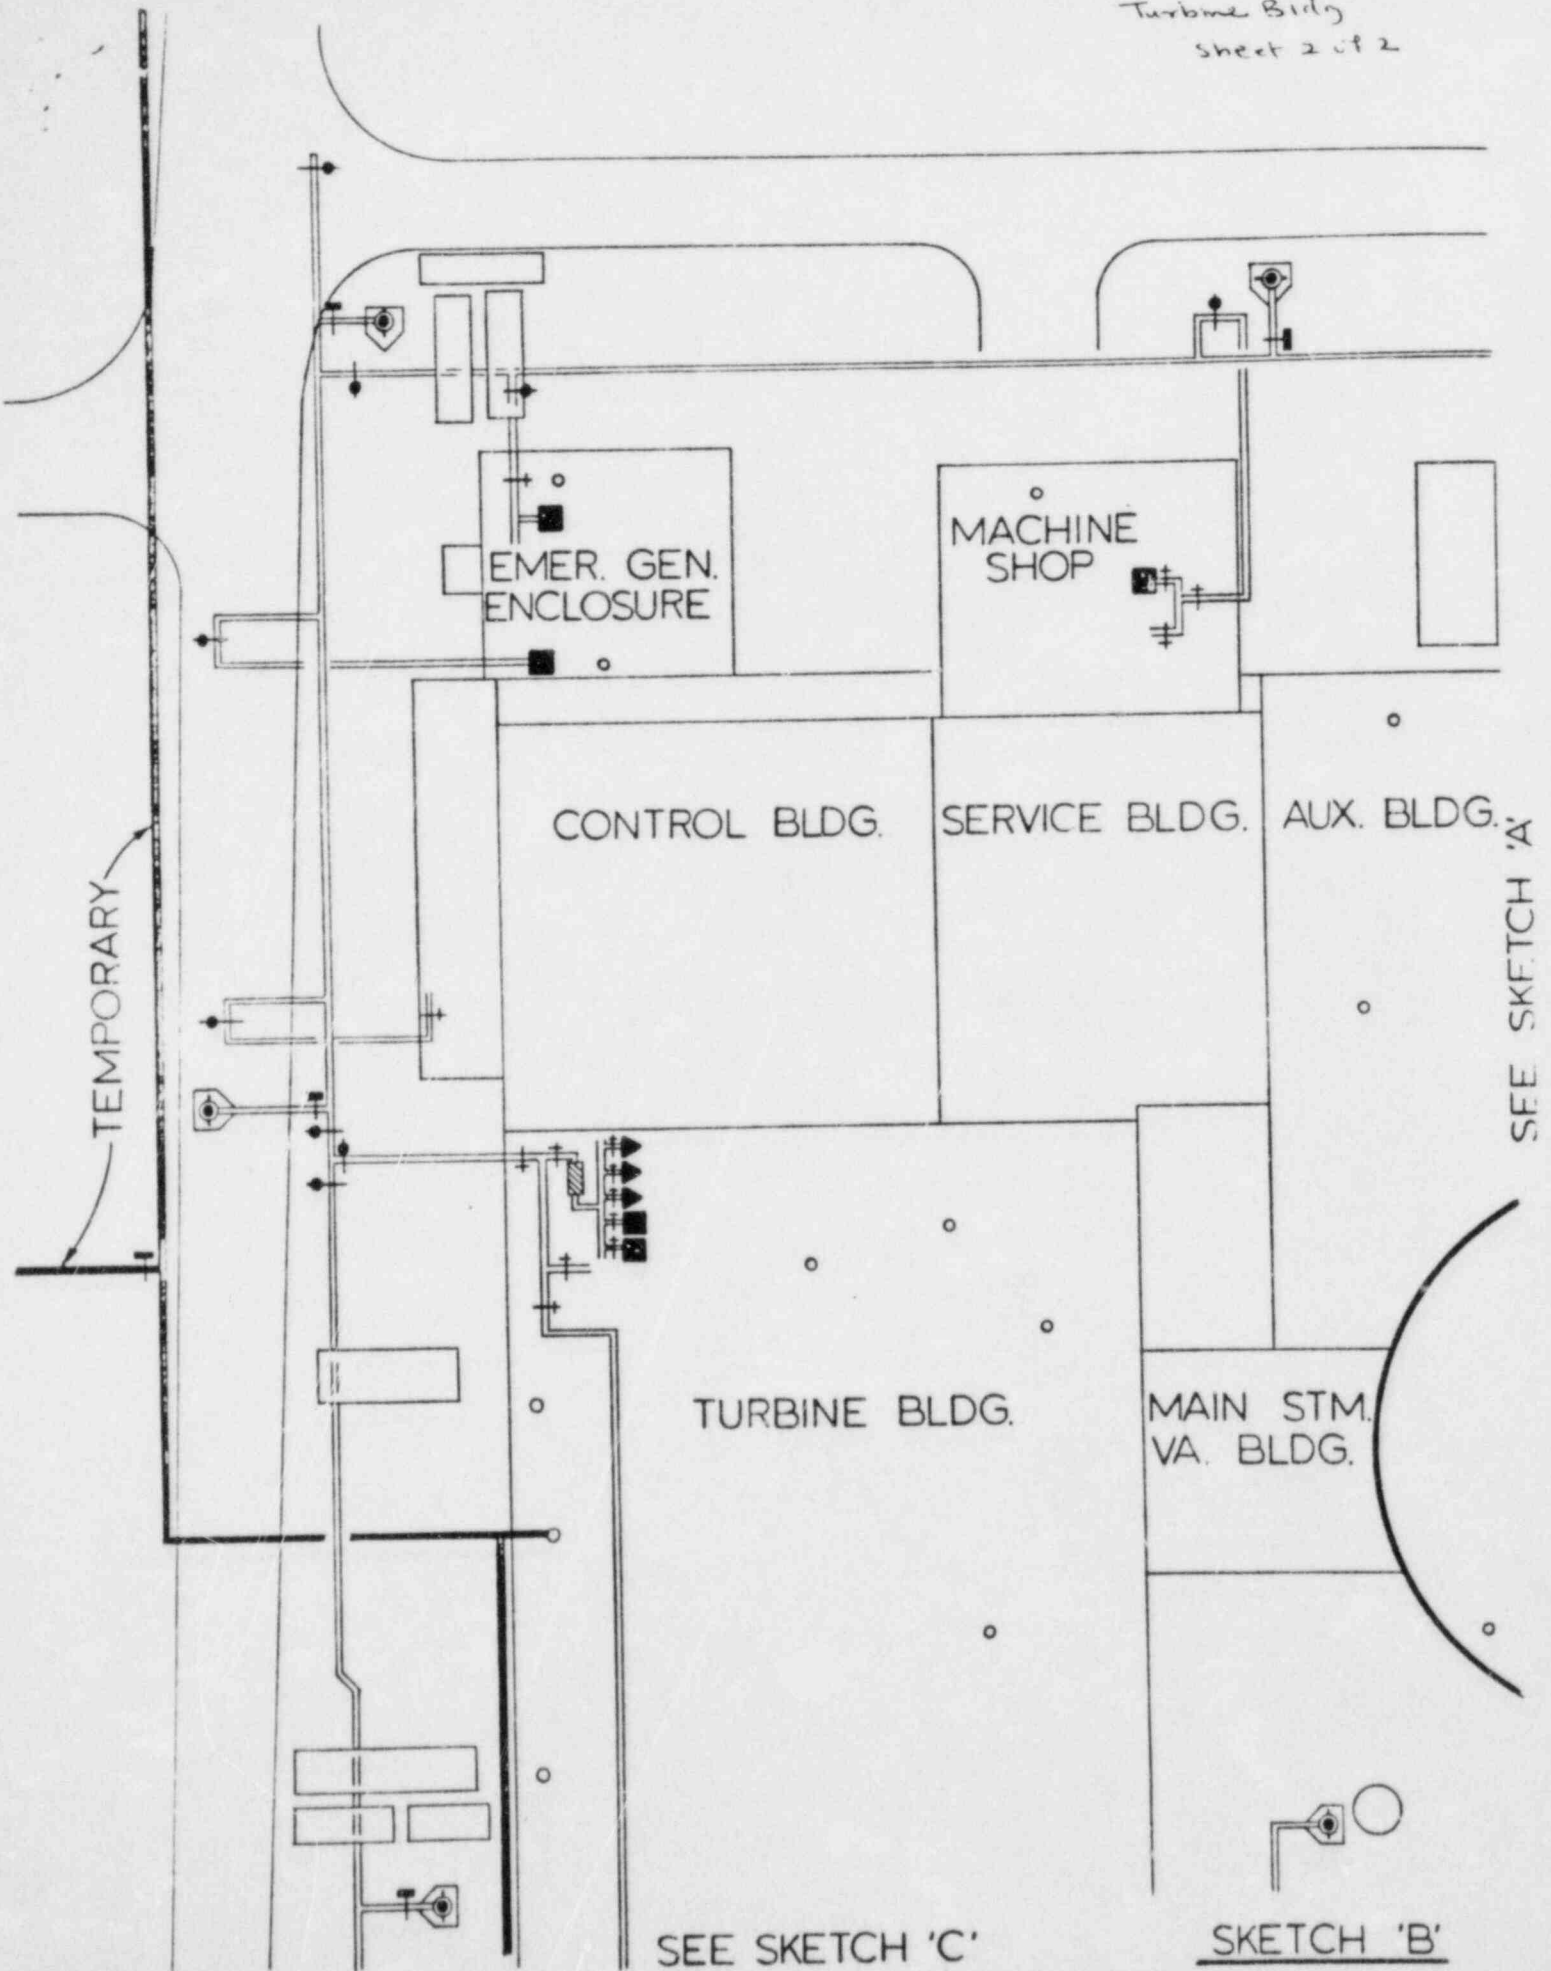 Turbine Bldg
Sheet 2 of 2
EMER. GEN.
ENCLOSURE
MACHINE
SHOP
CONTROL BLDG.
SERVICE BLDG.
AUX. BLDG.
SEE SKETCH 'A'
TEMPORARY
TURBINE BLDG.
MAIN STM.
VA. BLDG.
SEE SKETCH 'C'
SKETCH 'B'